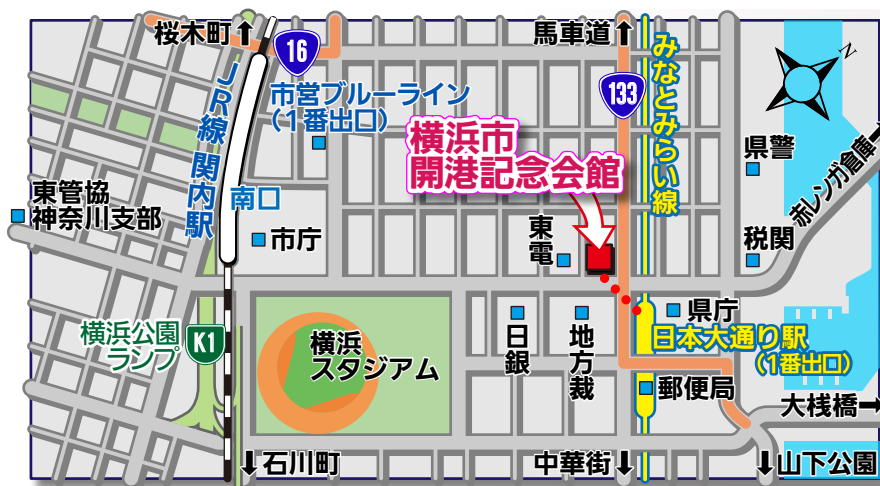 桜木町↑
16
馬車道↑
JR線 関内駅
市営ブルーライン
(1番出口)
133
みなとみらい線
N
横浜市
開港記念会館
県警
赤レンガ倉庫→
東管協
神奈川支部
南口
市庁
東電
税関
横浜公園
ランプ
K1
横浜
スタジアム
日銀
地方裁
県庁
日本大通り駅
(1番出口)
郵便局
大桟橋→
↓石川町
中華街↓
↓山下公園